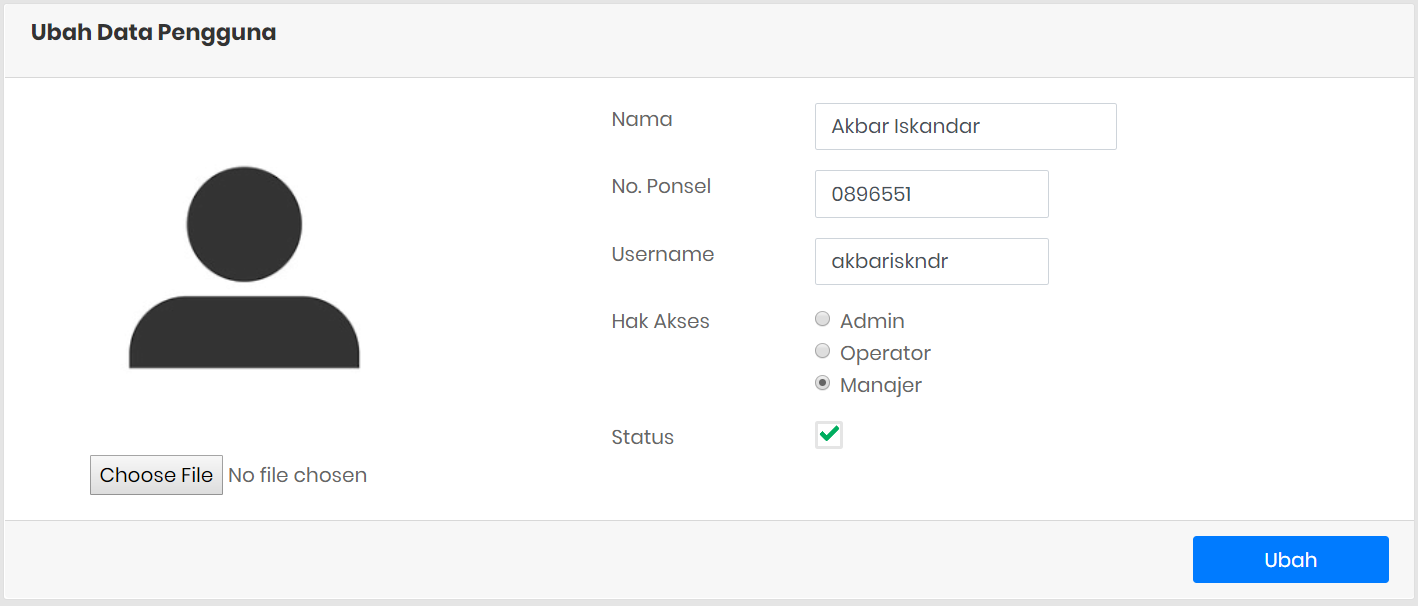 Ubah Data Pengguna
Nama
Akbar Iskandar
No. Ponsel
0896551
Username
akbariskndr
Hak Akses
Admin
Operator
Manajer
Status
Choose File No file chosen
Ubah